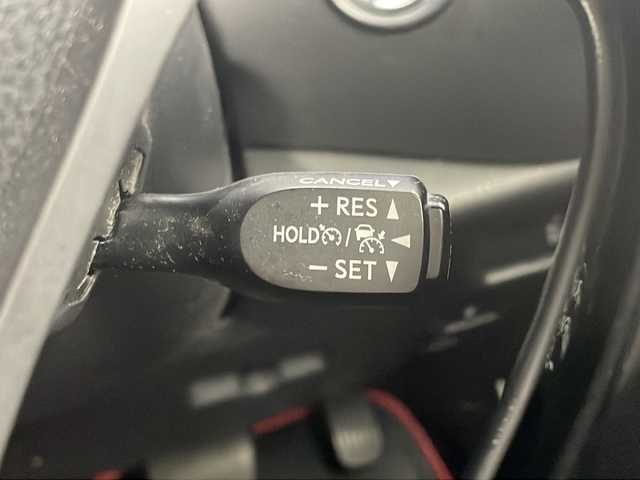 CANCEL
+ RES
HOLD /
− SET